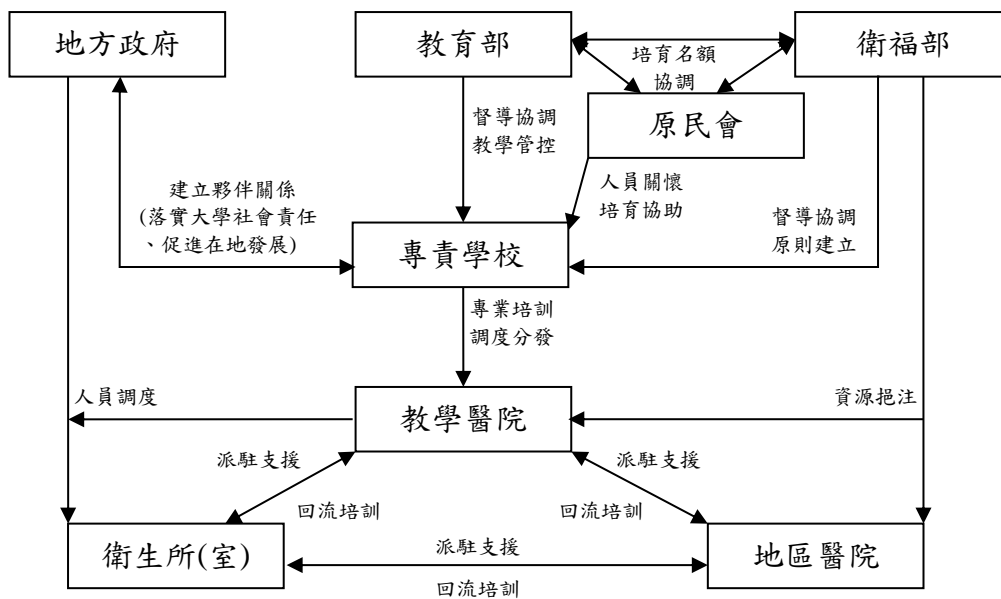 地方政府
教育部
衛福部
培育名額
協調
原民會
督導協調
教學管控
人員關懷
培育協助
建立夥伴關係
(落實大學社會責任
、促進在地發展)
督導協調
原則建立
專責學校
專業培訓
調度分發
人員調度
教學醫院
資源挹注
派駐支援
派駐支援
回流培訓
回流培訓
衛生所(室)
派駐支援
回流培訓
地區醫院